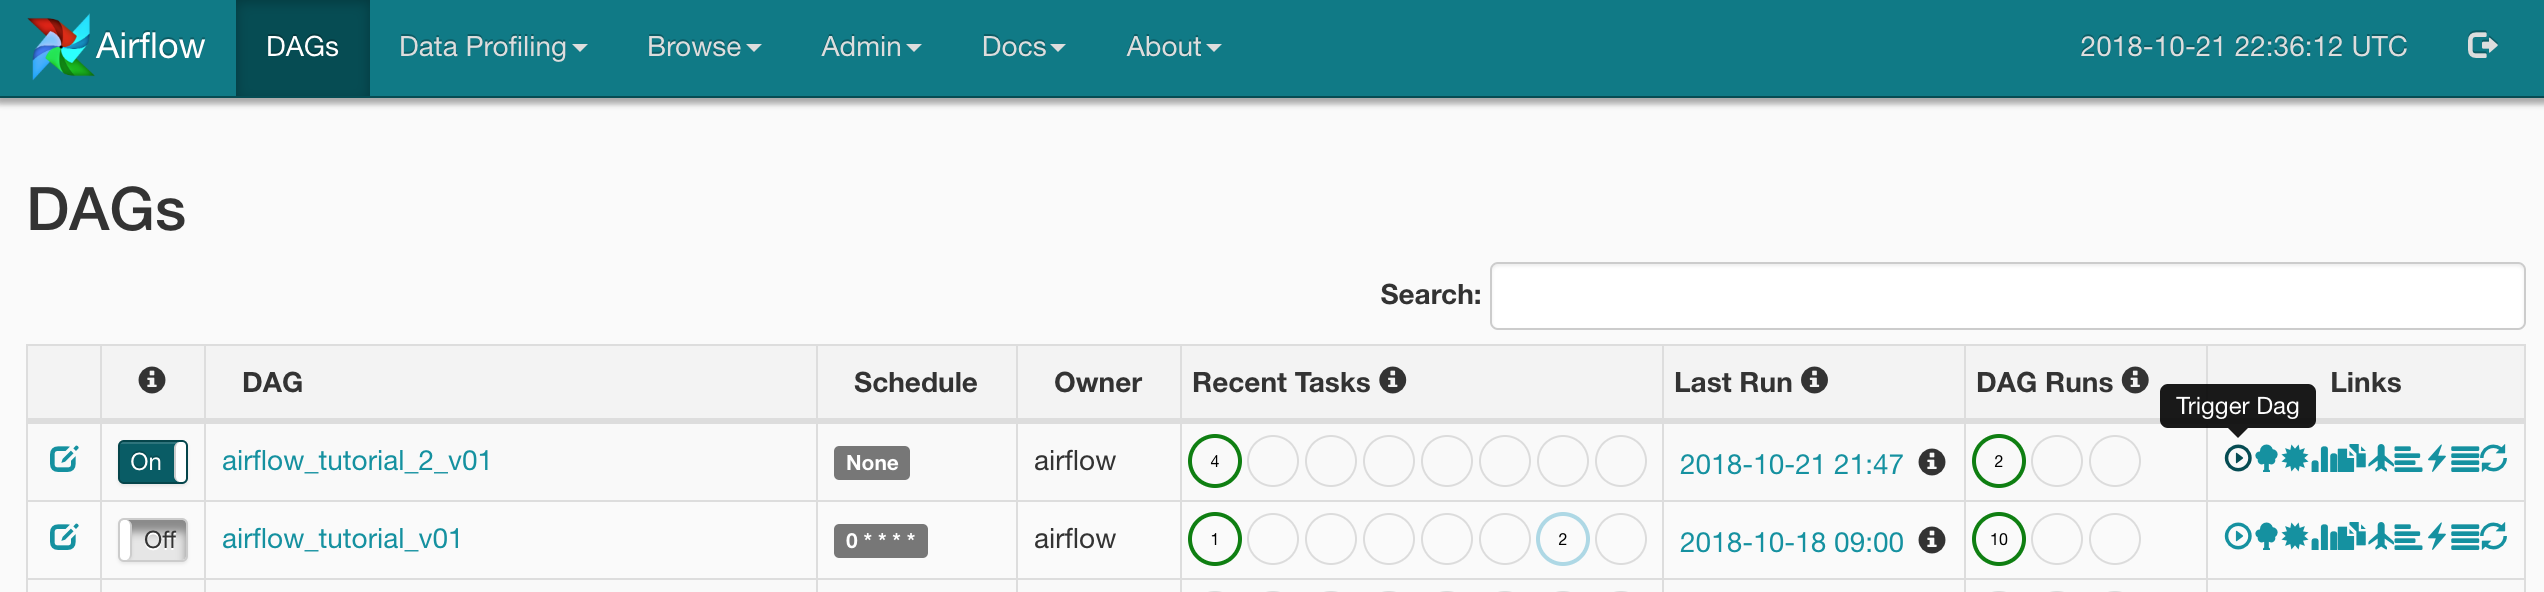 Airflow DAGs Data Profiling Browse Admin Docs About 2018-10-21 22:36:12 UTC
DAGs
Search:
DAG Schedule Owner Recent Tasks Last Run DAG Runs Links
Trigger Dag
On airflow_tutorial_2_v01 None airflow 4 2018-10-21 21:47 2
Off airflow_tutorial_v01 0 * * * * airflow 1 2 2018-10-18 09:00 10